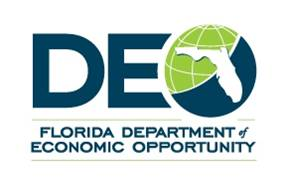 DEO
FLORIDA DEPARTMENT of
ECONOMIC OPPORTUNITY